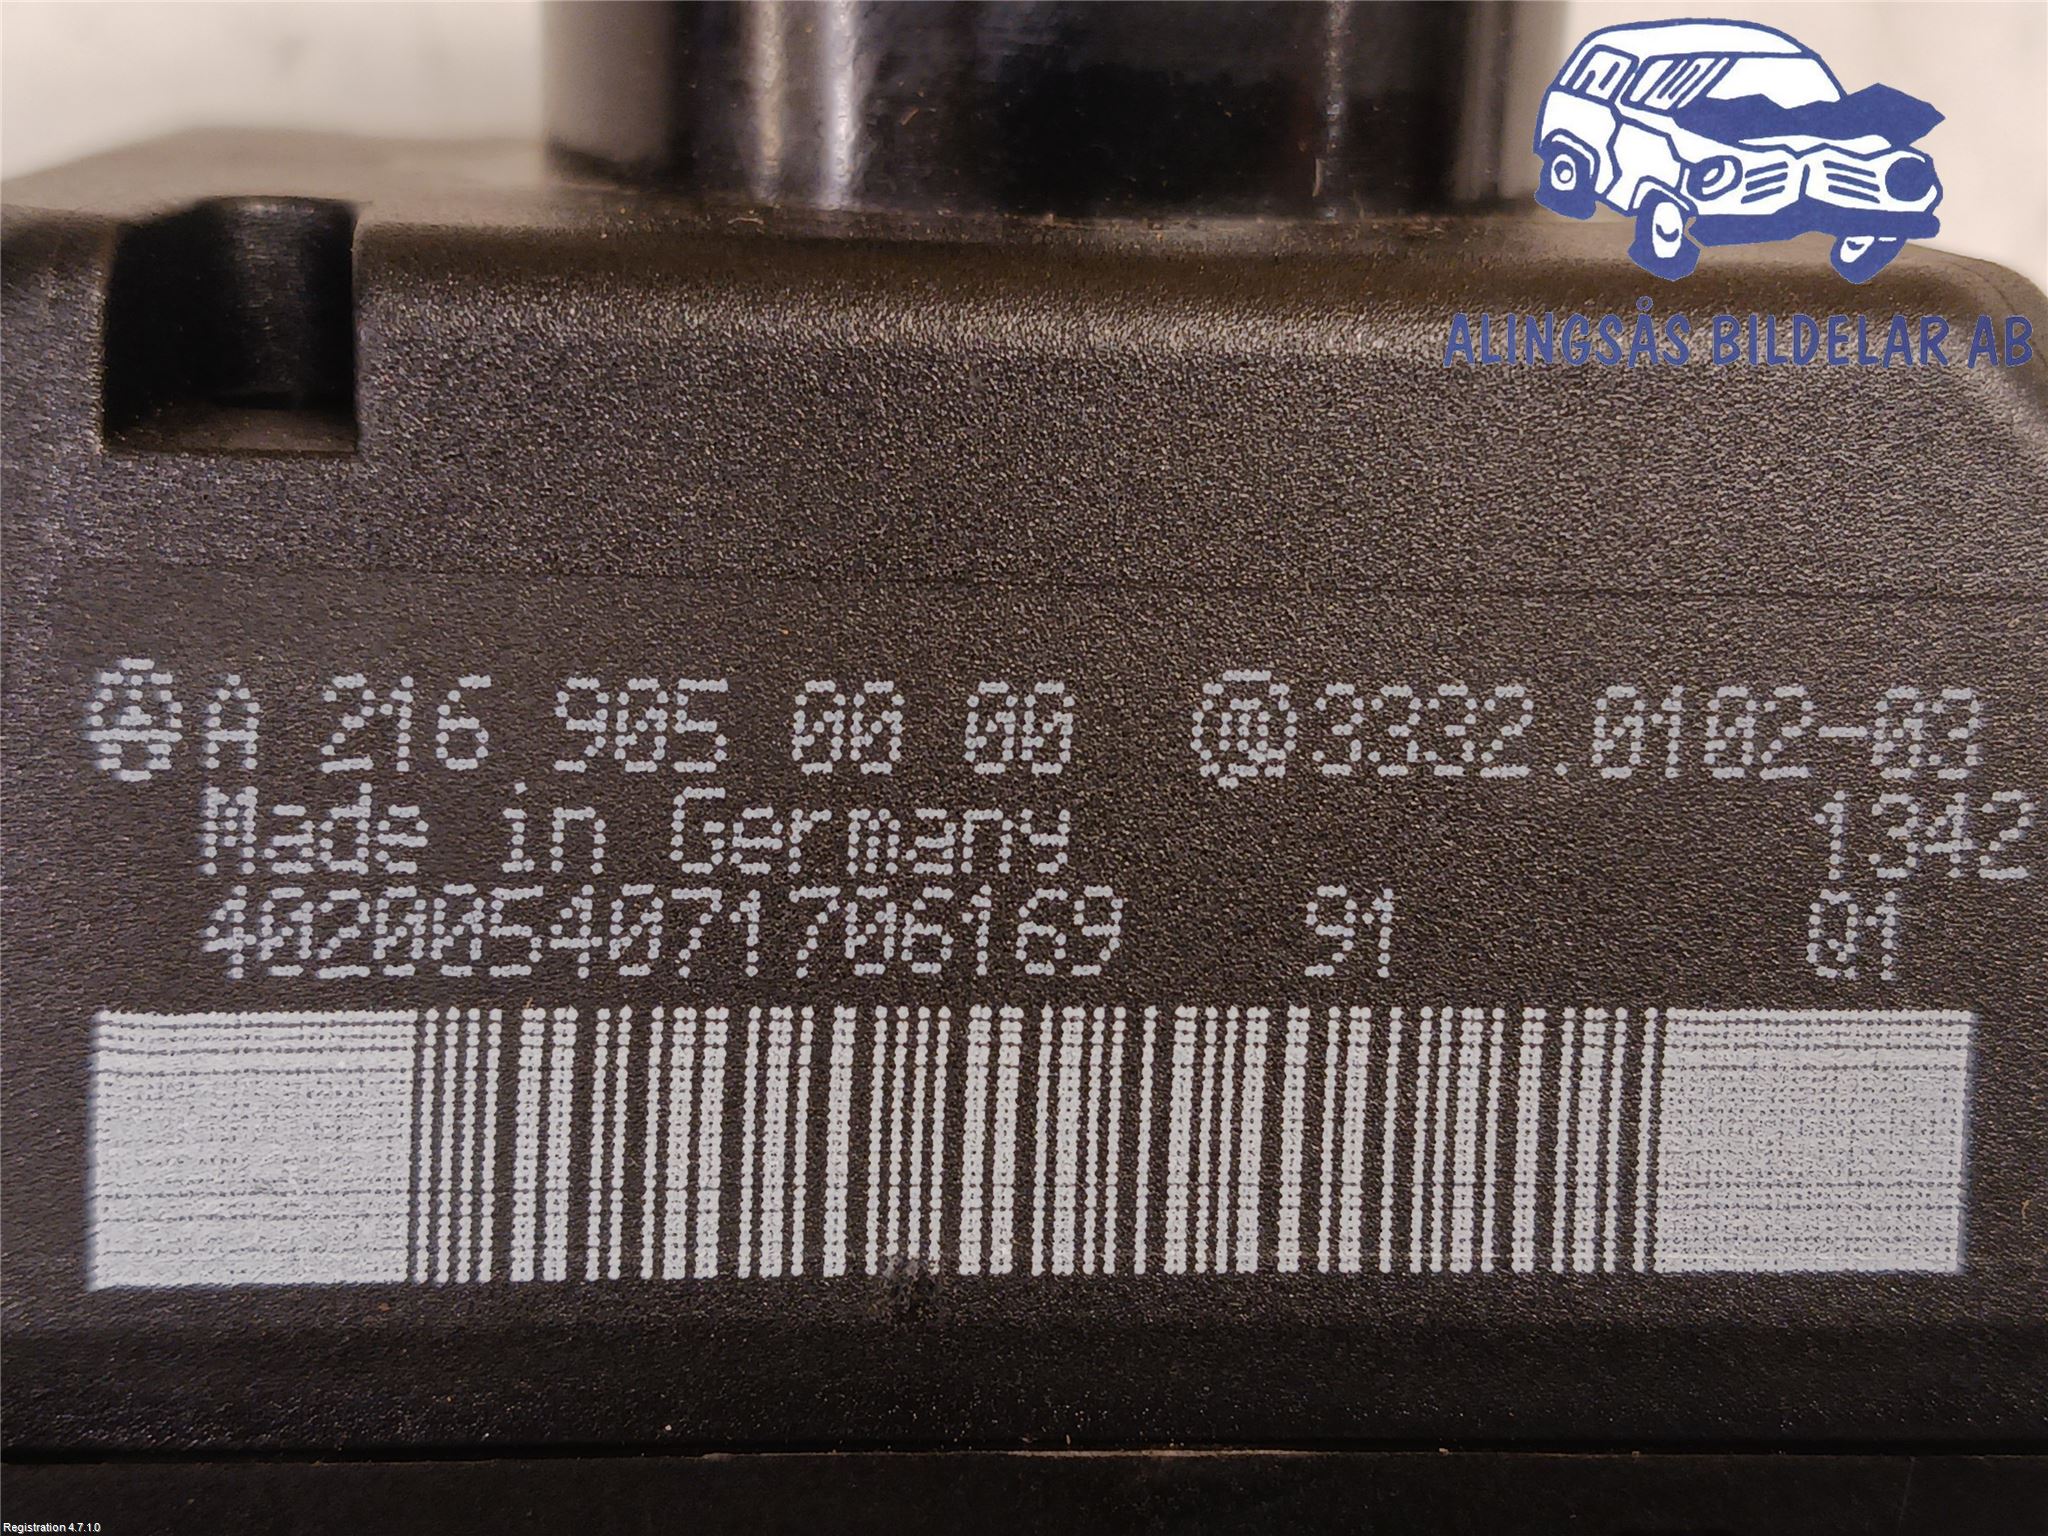 ALINGSÅS BILDELAR AB
A 216 905 00 00 3332.0102-03
Made in Germany 1342
4020054071706169 91 01
Registration 4.7.1.0